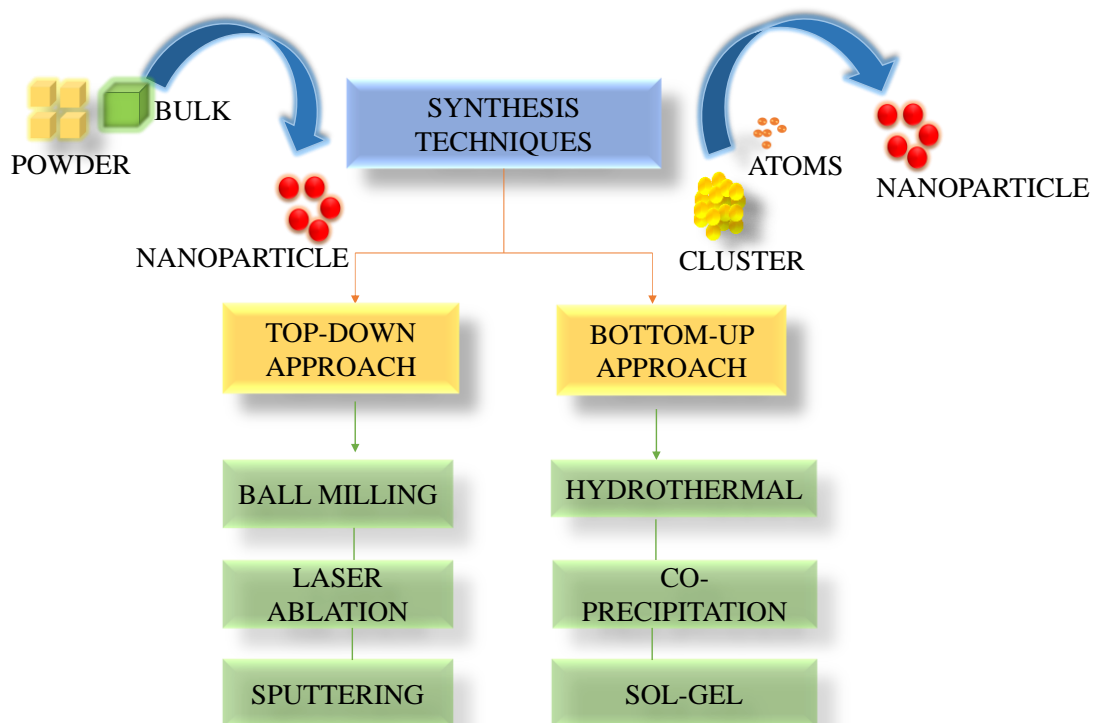 BULK
POWDER
NANOPARTICLE
SYNTHESIS
TECHNIQUES
ATOMS
CLUSTER
NANOPARTICLE
TOP-DOWN
APPROACH
BOTTOM-UP
APPROACH
BALL MILLING
HYDROTHERMAL
LASER
ABLATION
CO-
PRECIPITATION
SPUTTERING
SOL-GEL